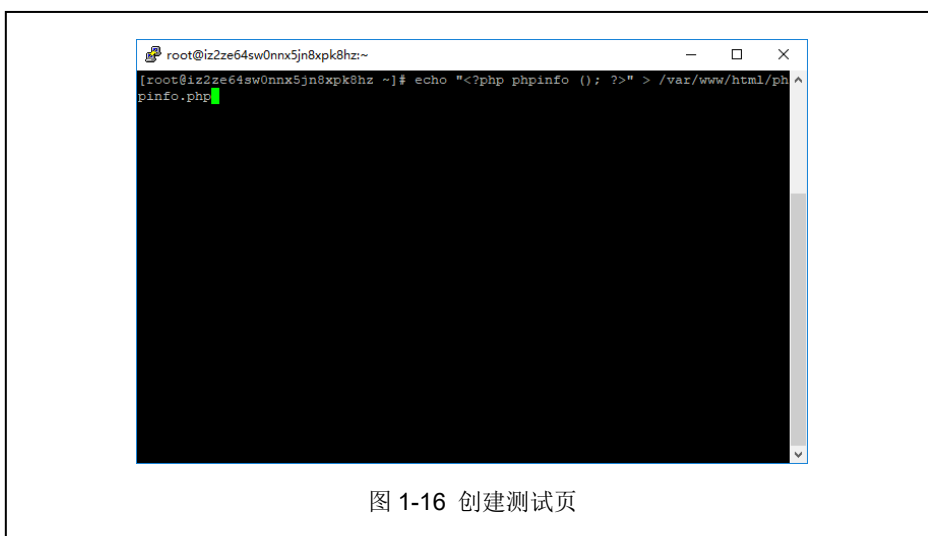 root@iz2ze64sw0nnx5jn8xpk8hz:~
[root@iz2ze64sw0nnx5jn8xpk8hz ~]# echo "<?php phpinfo (); ?>" > /var/www/html/ph
pinfo.php
图 1-16 创建测试页